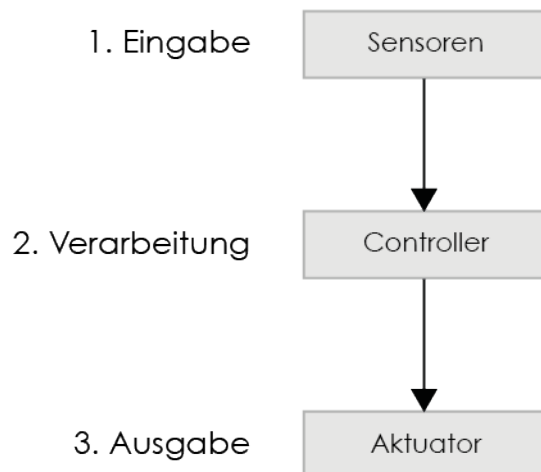 1. Eingabe
Sensoren
2. Verarbeitung
Controller
3. Ausgabe
Aktuator